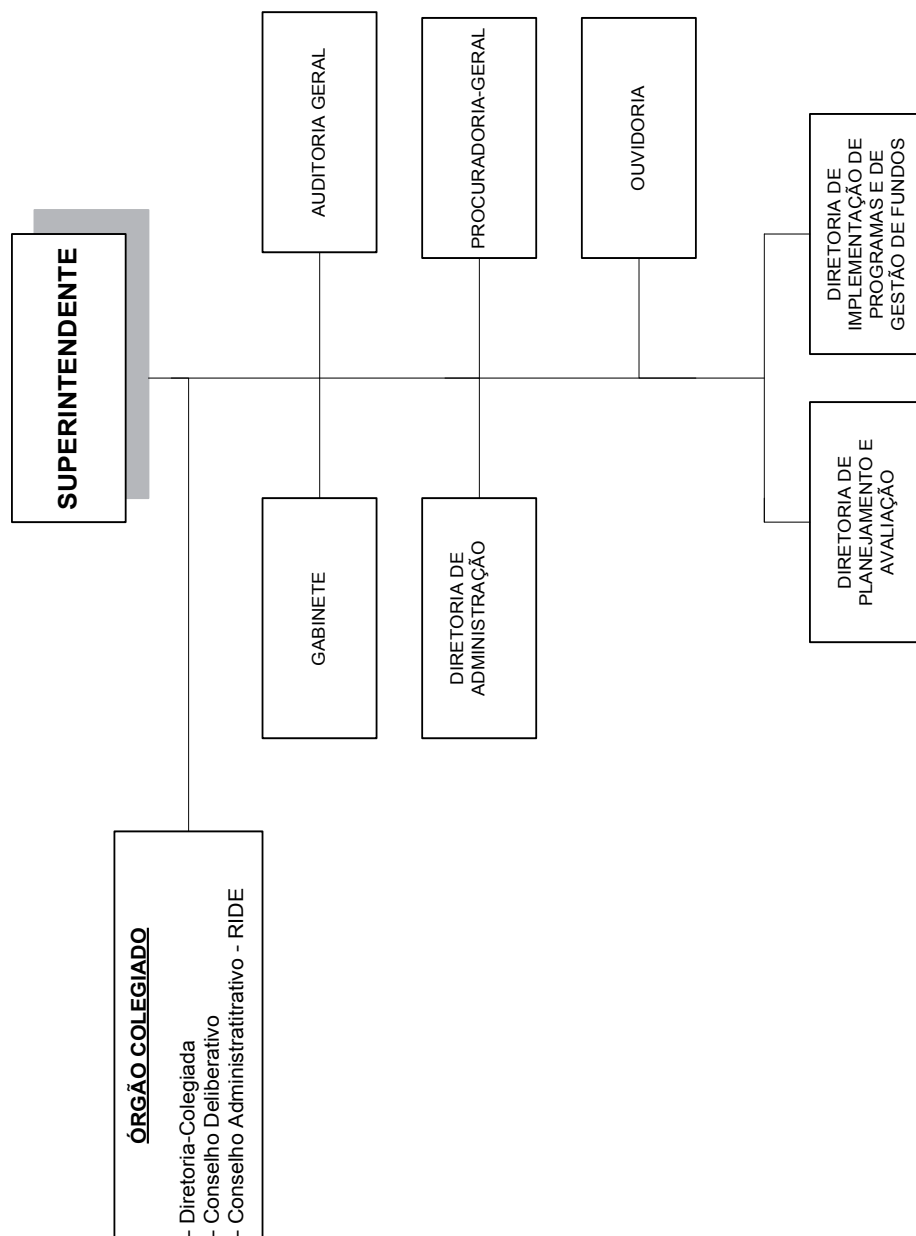 SUPERINTENDENTE
ÓRGÃO COLEGIADO
- Diretoria-Colegiada
- Conselho Deliberativo
- Conselho Administratitrativo - RIDE
GABINETE
AUDITORIA GERAL
DIRETORIA DE
ADMINISTRAÇÃO
PROCURADORIA-GERAL
OUVIDORIA
DIRETORIA DE
PLANEJAMENTO E
AVALIAÇÃO
DIRETORIA DE
IMPLEMENTAÇÃO DE
PROGRAMAS E DE
GESTÃO DE FUNDOS